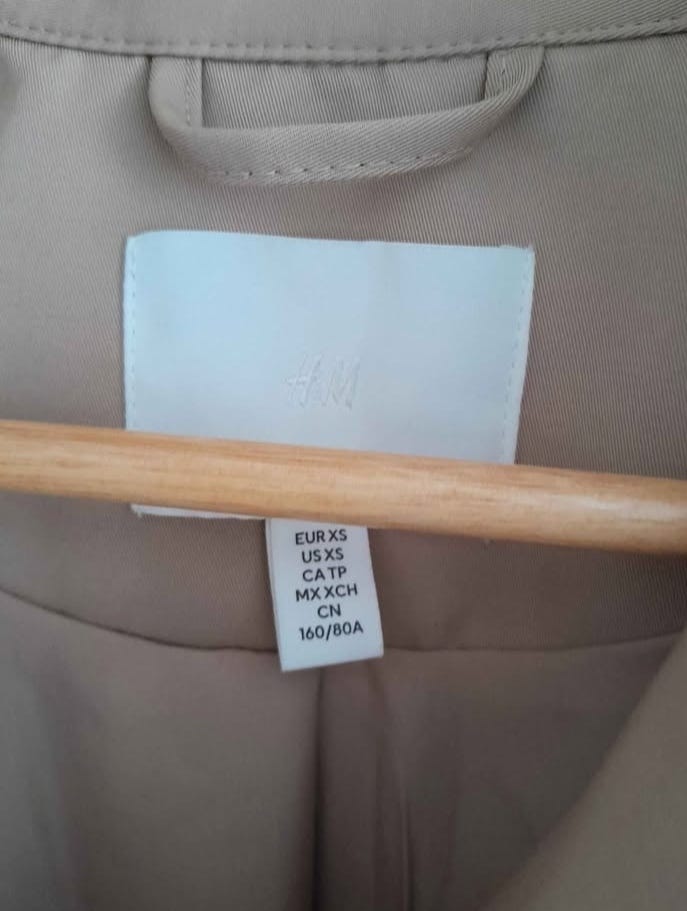 H&M
EUR XS
US XS
CA TP
MX XCH
CN
160/80A